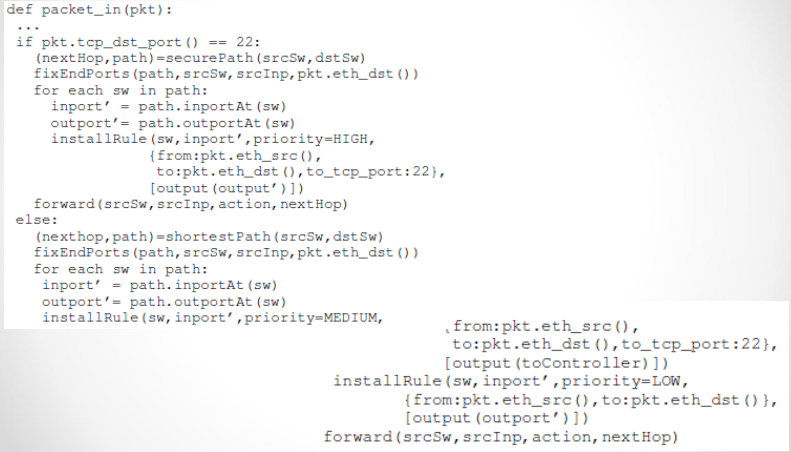 def packet_in(pkt):
...
if pkt.tcp_dst_port() == 22:
(nextHop,path)=securePath(srcSw,dstSw)
fixEndPorts(path,srcSw,srcInp,pkt.eth_dst())
for each sw in path:
inport' = path.inportAt(sw)
outport'= path.outportAt(sw)
installRule(sw,inport',priority=HIGH,
{from:pkt.eth_src(),
to:pkt.eth_dst(),to_tcp_port:22},
[output(output')])
forward(srcSw,srcInp,action,nextHop)
else:
(nexthop,path)=shortestPath(srcSw,dstSw)
fixEndPorts(path,srcSw,srcInp,pkt.eth_dst())
for each sw in path:
inport' = path.inportAt(sw)
outport'= path.outportAt(sw)
installRule(sw,inport',priority=MEDIUM,
from:pkt.eth_src(),
to:pkt.eth_dst(),to_tcp_port:22},
[output(toController)])
installRule(sw,inport',priority=LOW,
{from:pkt.eth_src(),to:pkt.eth_dst()},
[output(outport')])
forward(srcSw,srcInp,action,nextHop)